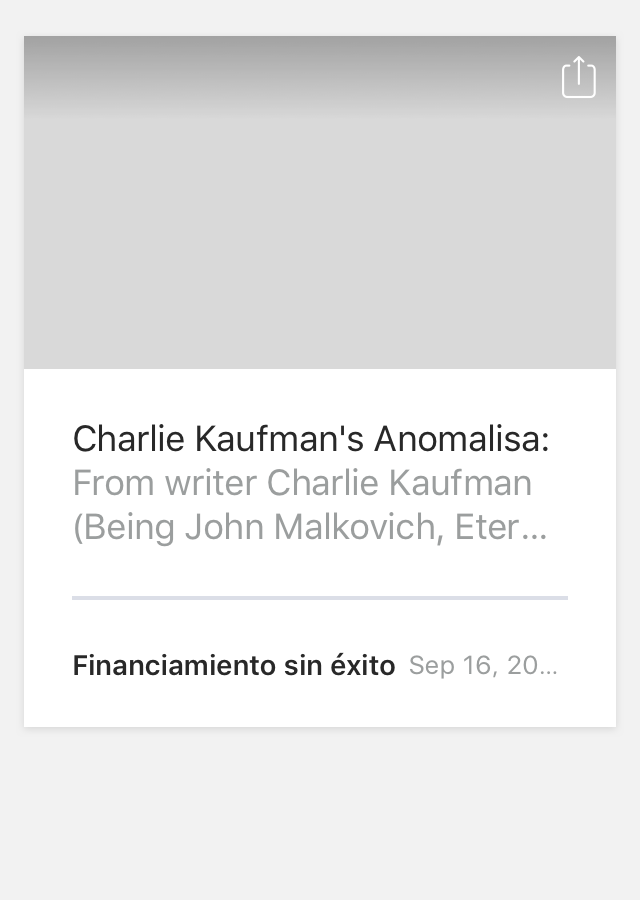 Charlie Kaufman's Anomalisa:
From writer Charlie Kaufman
(Being John Malkovich, Eter...
Financiamiento sin éxito Sep 16, 20...